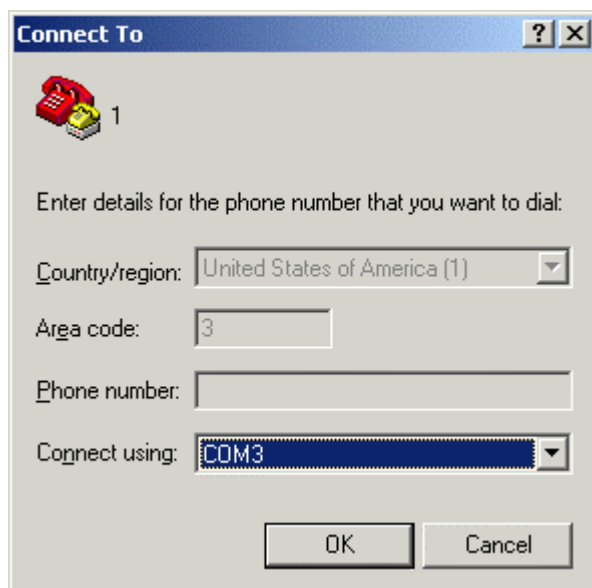 Connect To
1
Enter details for the phone number that you want to dial:
Country/region: United States of America (1)
Area code: 3
Phone number:
Connect using: COM3
OK Cancel